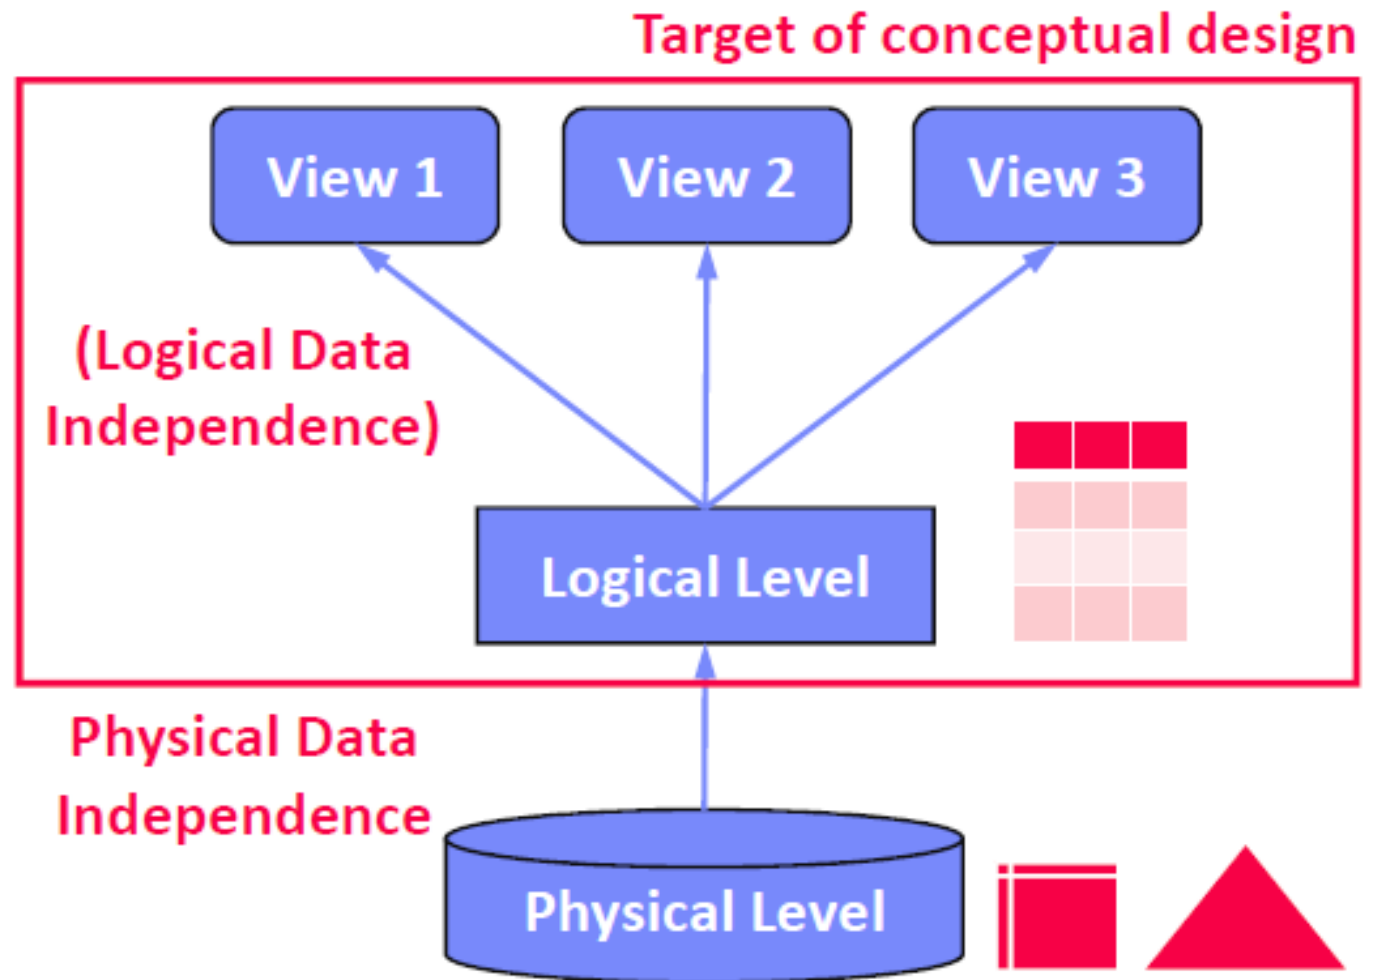 Target of conceptual design
View 1
View 2
View 3
(Logical Data
Independence)
Logical Level
Physical Data
Independence
Physical Level